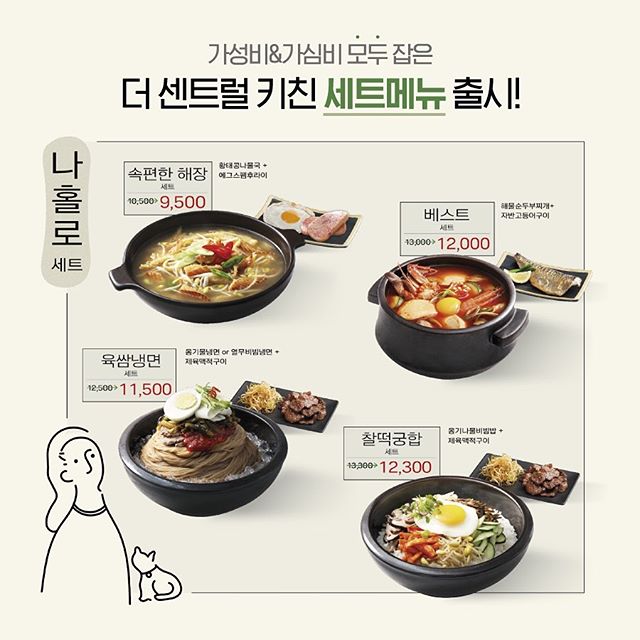 가성비&가심비 모두 잡은
더 센트럴 키친 세트메뉴 출시!
나
홀
로
세트
속편한 해장
세트
10,500→9,500
황태콩나물국 +
에그스팸후라이
베스트
세트
13,000→12,000
해물순두부찌개+
자반고등어구이
육쌈냉면
세트
12,500→11,500
옹기물냉면 or 열무비빔냉면 +
제육맥적구이
찰떡궁합
세트
13,300→12,300
옹기나물비빔밥 +
제육맥적구이